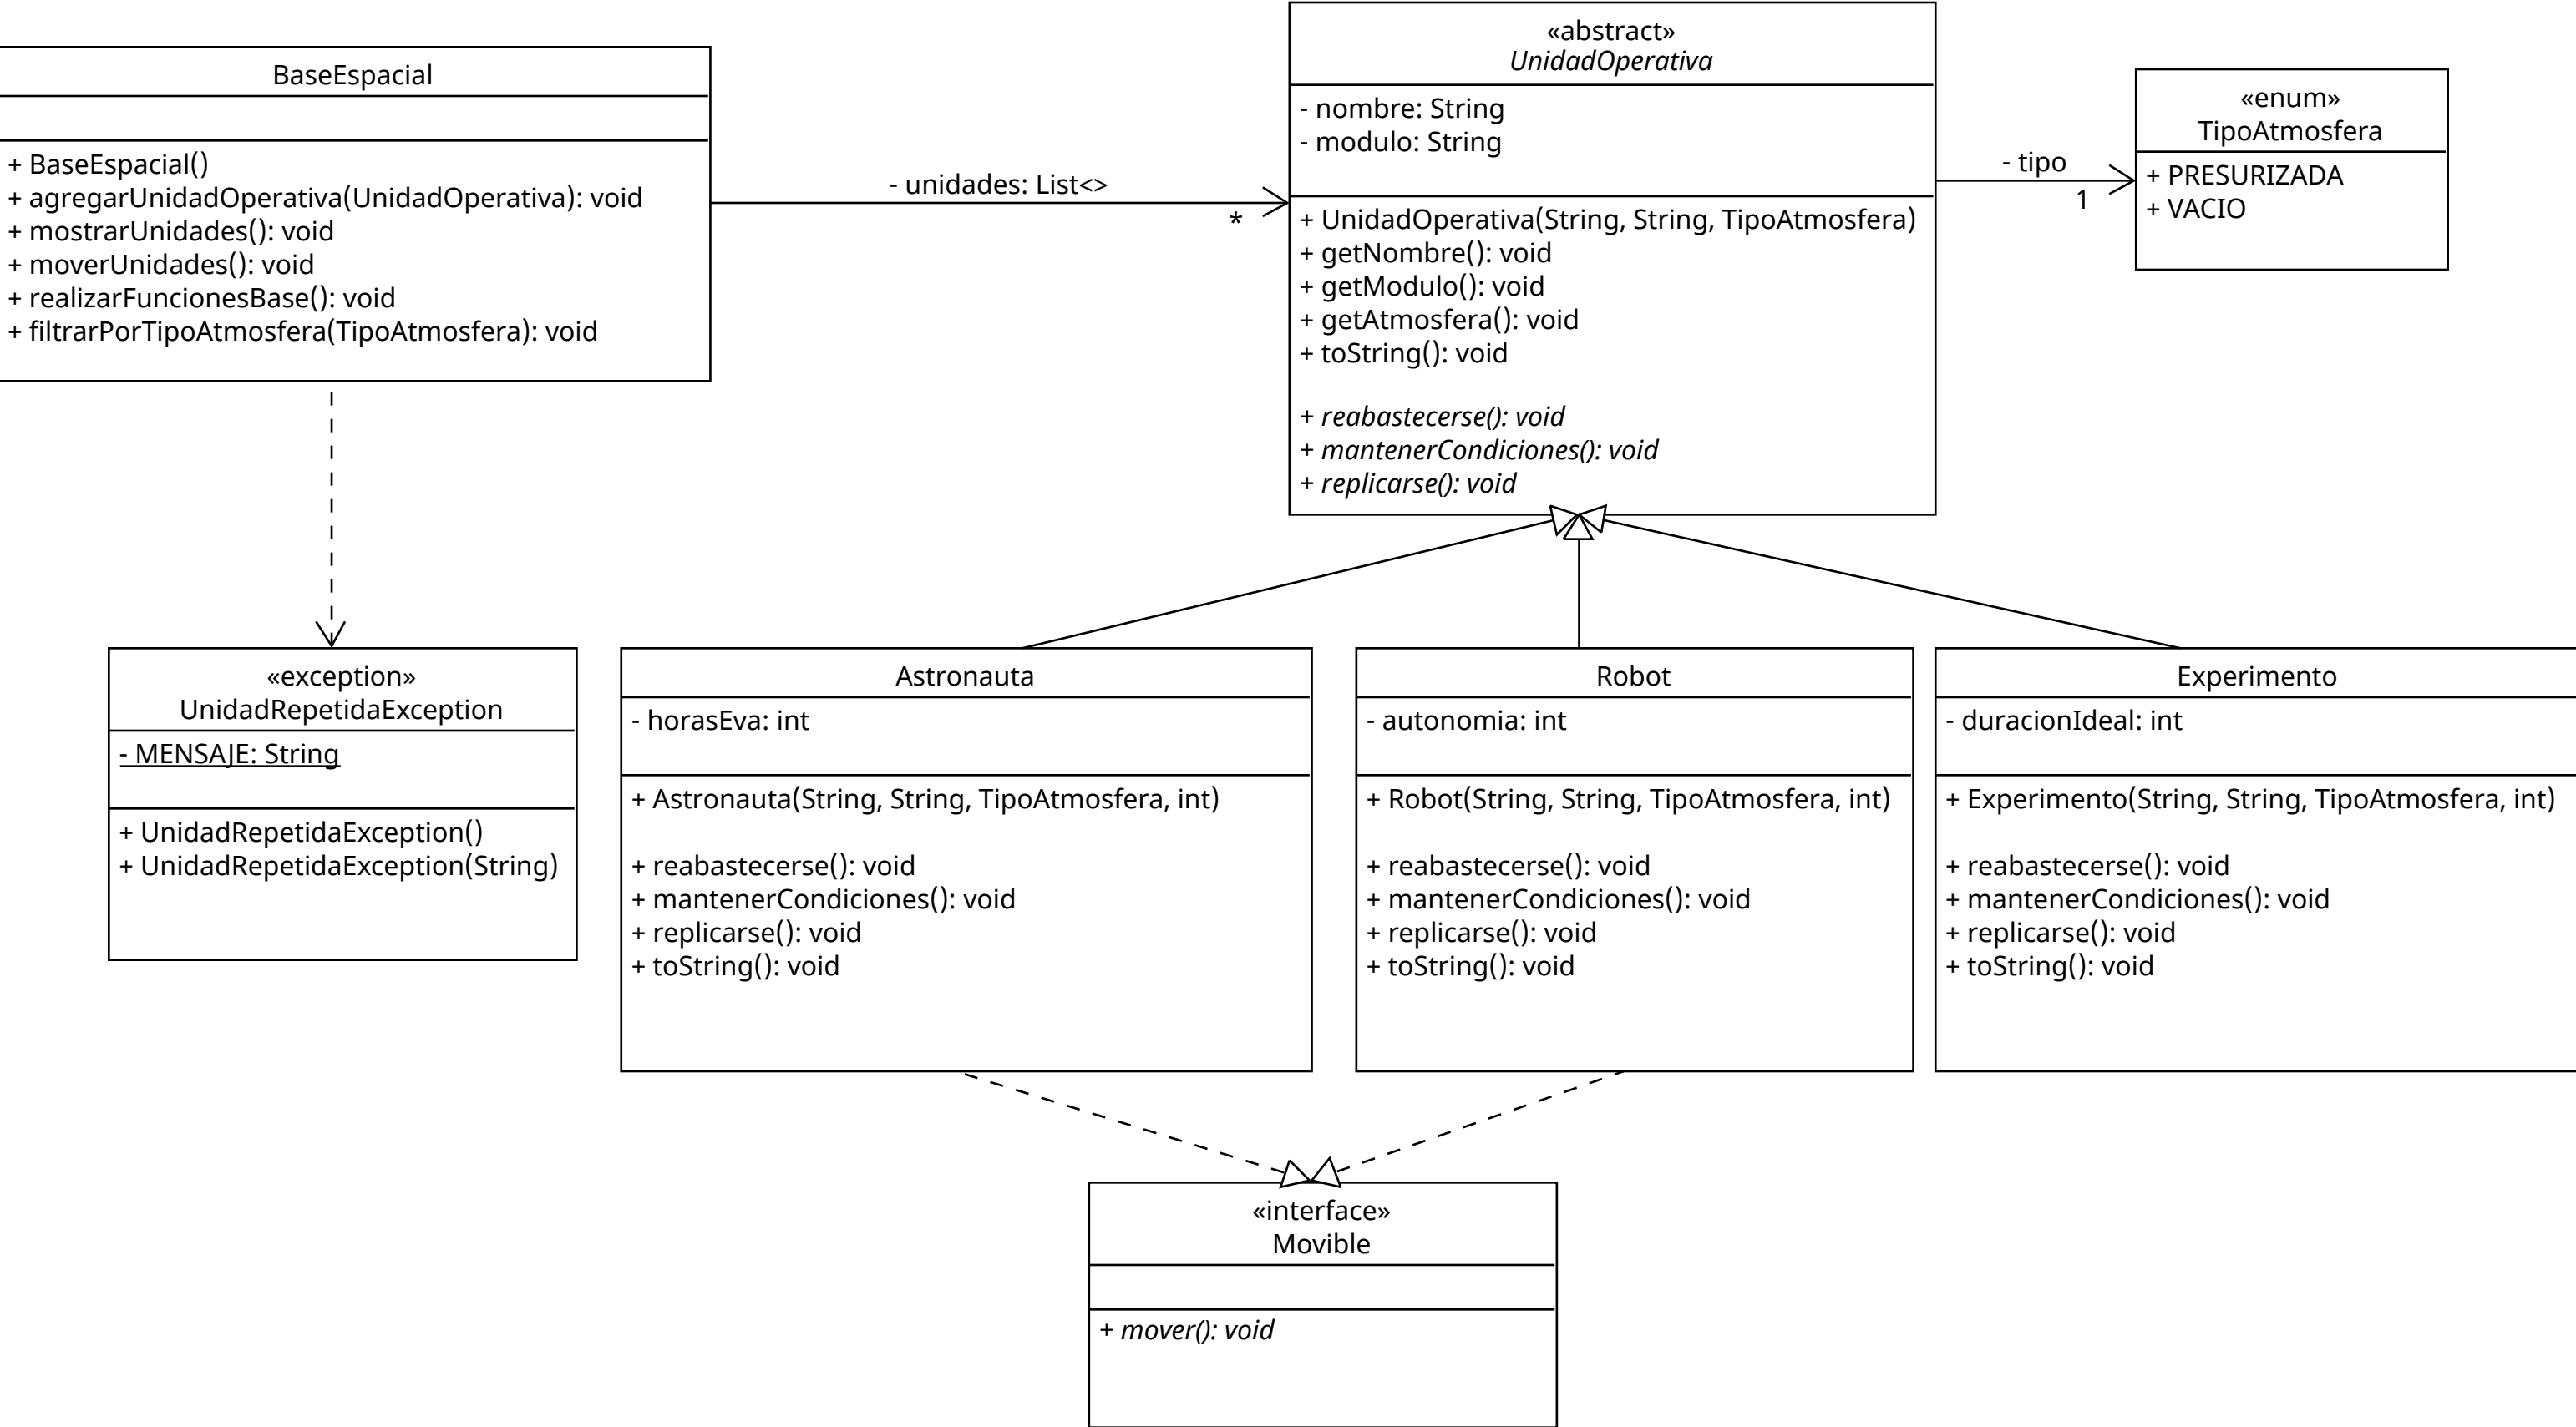 BaseEspacial
+ BaseEspacial()
+ agregarUnidadOperativa(UnidadOperativa): void
+ mostrarUnidades(): void
+ moverUnidades(): void
+ realizarFuncionesBase(): void
+ filtrarPorTipoAtmosfera(TipoAtmosfera): void
- unidades: List<>
*
«abstract»
UnidadOperativa
- nombre: String
- modulo: String
+ UnidadOperativa(String, String, TipoAtmosfera)
+ getNombre(): void
+ getModulo(): void
+ getAtmosfera(): void
+ toString(): void
+ reabastecerse(): void
+ mantenerCondiciones(): void
+ replicarse(): void
- tipo
1
«enum»
TipoAtmosfera
+ PRESURIZADA
+ VACIO
«exception»
UnidadRepetidaException
- MENSAJE: String
+ UnidadRepetidaException()
+ UnidadRepetidaException(String)
Astronauta
- horasEva: int
+ Astronauta(String, String, TipoAtmosfera, int)
+ reabastecerse(): void
+ mantenerCondiciones(): void
+ replicarse(): void
+ toString(): void
Robot
- autonomia: int
+ Robot(String, String, TipoAtmosfera, int)
+ reabastecerse(): void
+ mantenerCondiciones(): void
+ replicarse(): void
+ toString(): void
Experimento
- duracionIdeal: int
+ Experimento(String, String, TipoAtmosfera, int)
+ reabastecerse(): void
+ mantenerCondiciones(): void
+ replicarse(): void
+ toString(): void
«interface»
Movible
+ mover(): void